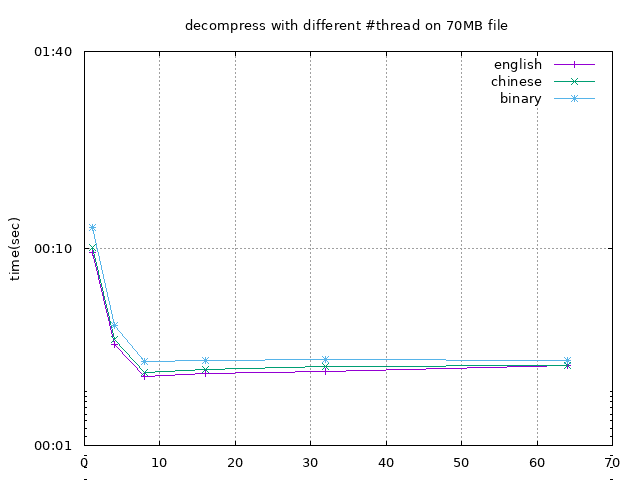 decompress with different #thread on 70MB file
01:40
english
chinese
binary
00:10
time(sec)
00:01
0 10 20 30 40 50 60 70